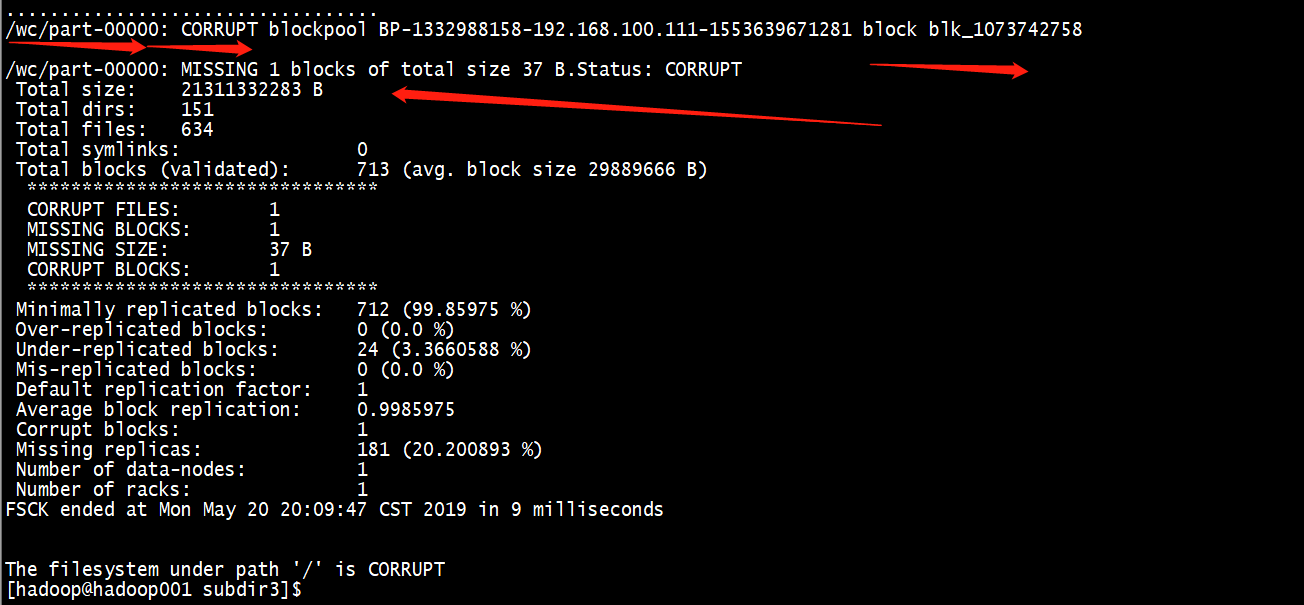 ..................................
/wc/part-00000: CORRUPT blockpool BP-1332988158-192.168.100.111-1553639671281 block blk_1073742758
/wc/part-00000: MISSING 1 blocks of total size 37 B.Status: CORRUPT
Total size: 21311332283 B
Total dirs: 151
Total files: 634
Total symlinks: 0
Total blocks (validated): 713 (avg. block size 29889666 B)
********************************
CORRUPT FILES: 1
MISSING BLOCKS: 1
MISSING SIZE: 37 B
CORRUPT BLOCKS: 1
********************************
Minimally replicated blocks: 712 (99.85975 %)
Over-replicated blocks: 0 (0.0 %)
Under-replicated blocks: 24 (3.3660588 %)
Mis-replicated blocks: 0 (0.0 %)
Default replication factor: 1
Average block replication: 0.9985975
Corrupt blocks: 1
Missing replicas: 181 (20.200893 %)
Number of data-nodes: 1
Number of racks: 1
FSCK ended at Mon May 20 20:09:47 CST 2019 in 9 milliseconds
The filesystem under path '/' is CORRUPT
[hadoop@hadoop001 subdir3]$